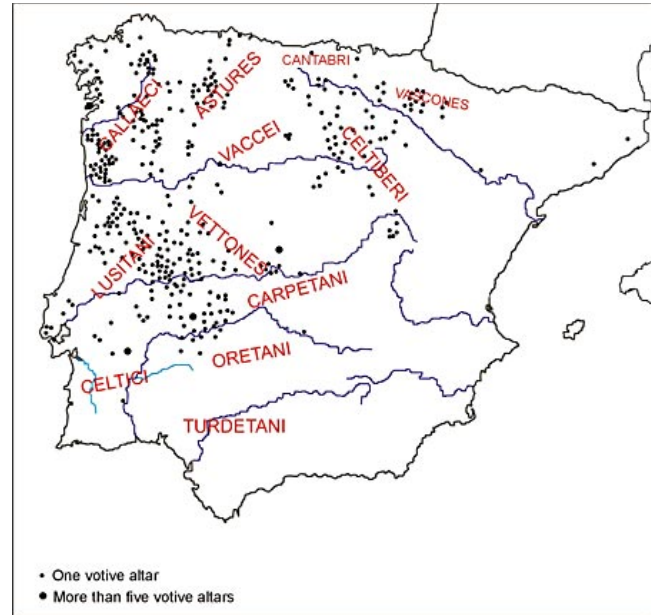 CANTABRI
ASTURES
VASCONES
GALLAECI
VACCEI
CELTIBERI
VETTONES
LUSITANI
CARPETANI
ORETANI
CELTICI
TURDETANI
One votive altar
More than five votive altars